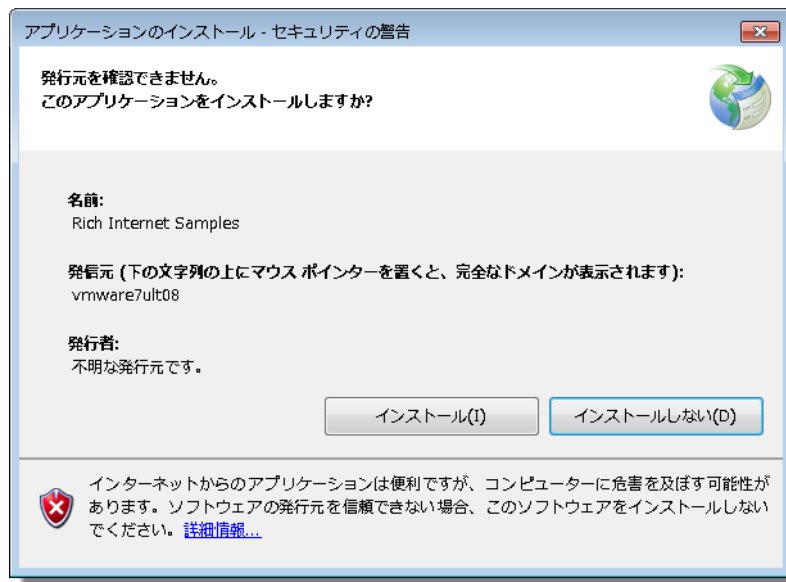 アプリケーションのインストール - セキュリティの警告
発行元を確認できません。
このアプリケーションをインストールしますか?
名前:
Rich Internet Samples
発信元 (下の文字列の上にマウス ポインターを置くと、完全なドメインが表示されます):
vmware7ult08
発行者:
不明な発行元です。
インストール(I) インストールしない(D)
インターネットからのアプリケーションは便利ですが、コンピューターに危害を及ぼす可能性が
あります。ソフトウェアの発行元を信頼できない場合、このソフトウェアをインストールしない
でください。詳細情報...